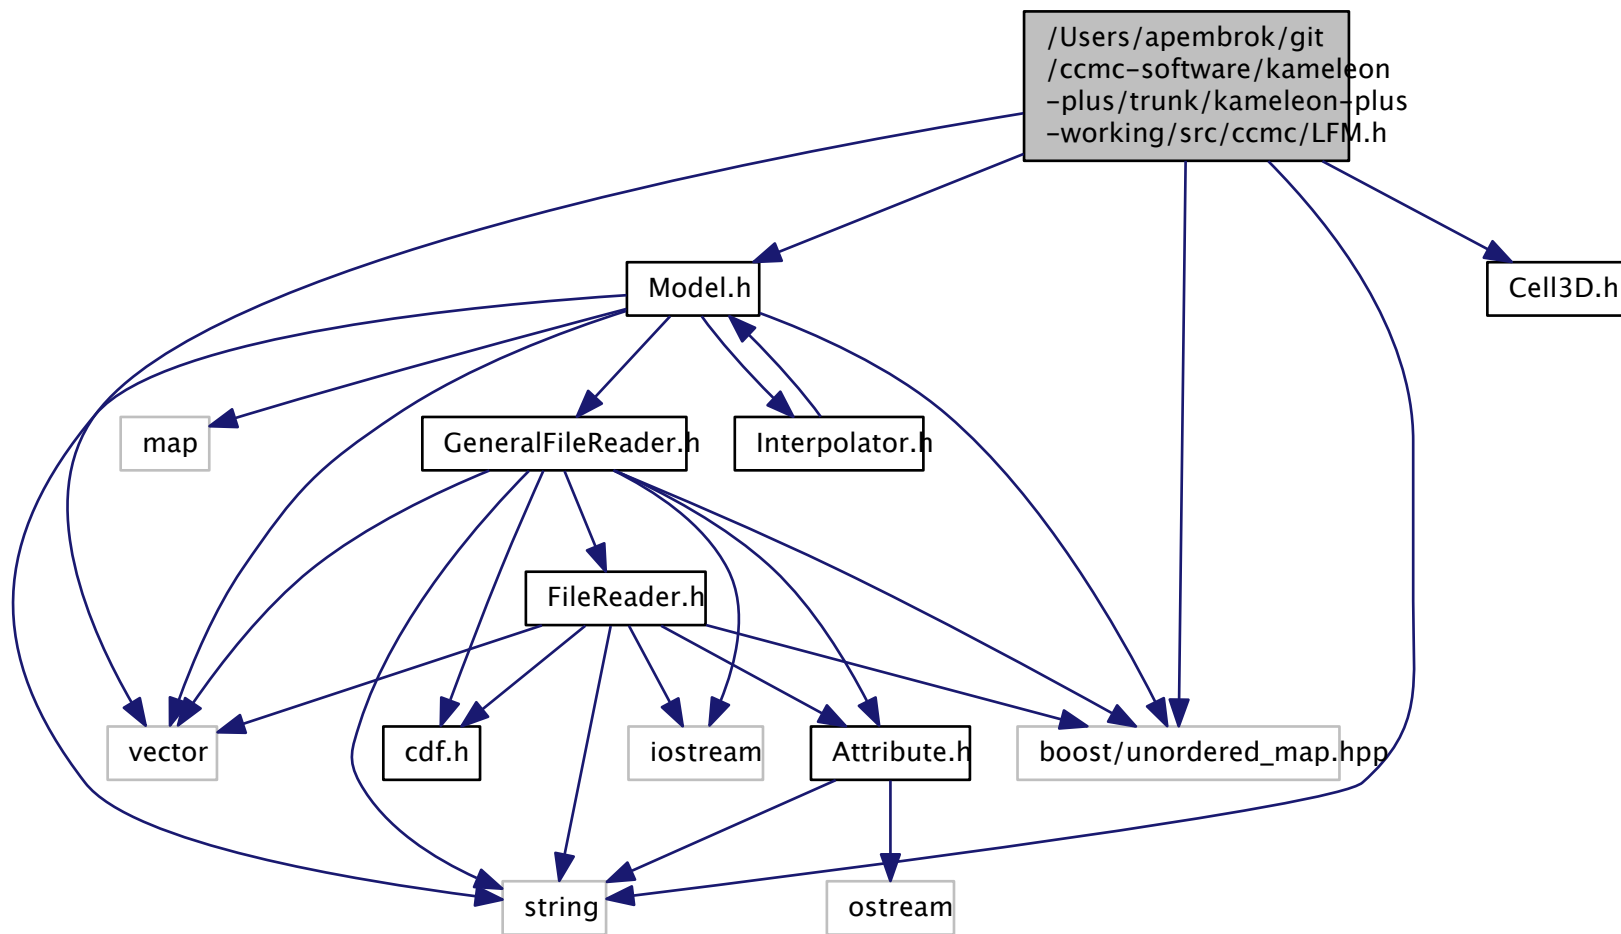 /Users/apembrok/git
/ccmc-software/kameleon
-plus/trunk/kameleon-plus
-working/src/ccmc/LFM.h
Model.h
Cell3D.h
map
GeneralFileReader.h
Interpolator.h
FileReader.h
vector
cdf.h
iostream
Attribute.h
boost/unordered_map.hpp
string
ostream